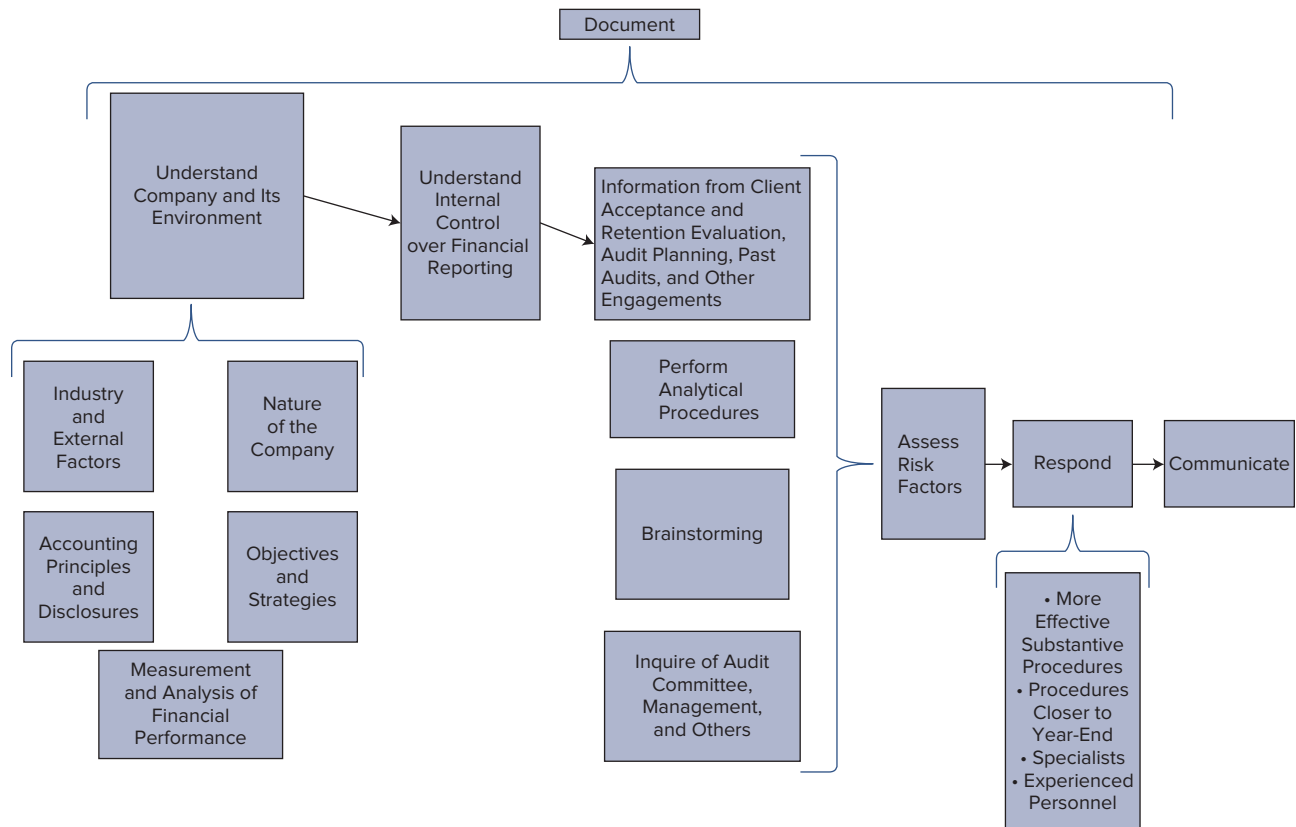 Document
Understand
Company and Its
Environment
Understand
Internal
Control
over Financial
Reporting
Information from Client
Acceptance and
Retention Evaluation,
Audit Planning, Past
Audits, and Other
Engagements
Industry
and
External
Factors
Nature
of the
Company
Accounting
Principles
and
Disclosures
Objectives
and
Strategies
Measurement
and Analysis of
Financial
Performance
Perform
Analytical
Procedures
Brainstorming
Inquire of Audit
Committee,
Management,
and Others
Assess
Risk
Factors
Respond
Communicate
• More
Effective
Substantive
Procedures
• Procedures
Closer to
Year-End
• Specialists
• Experienced
Personnel